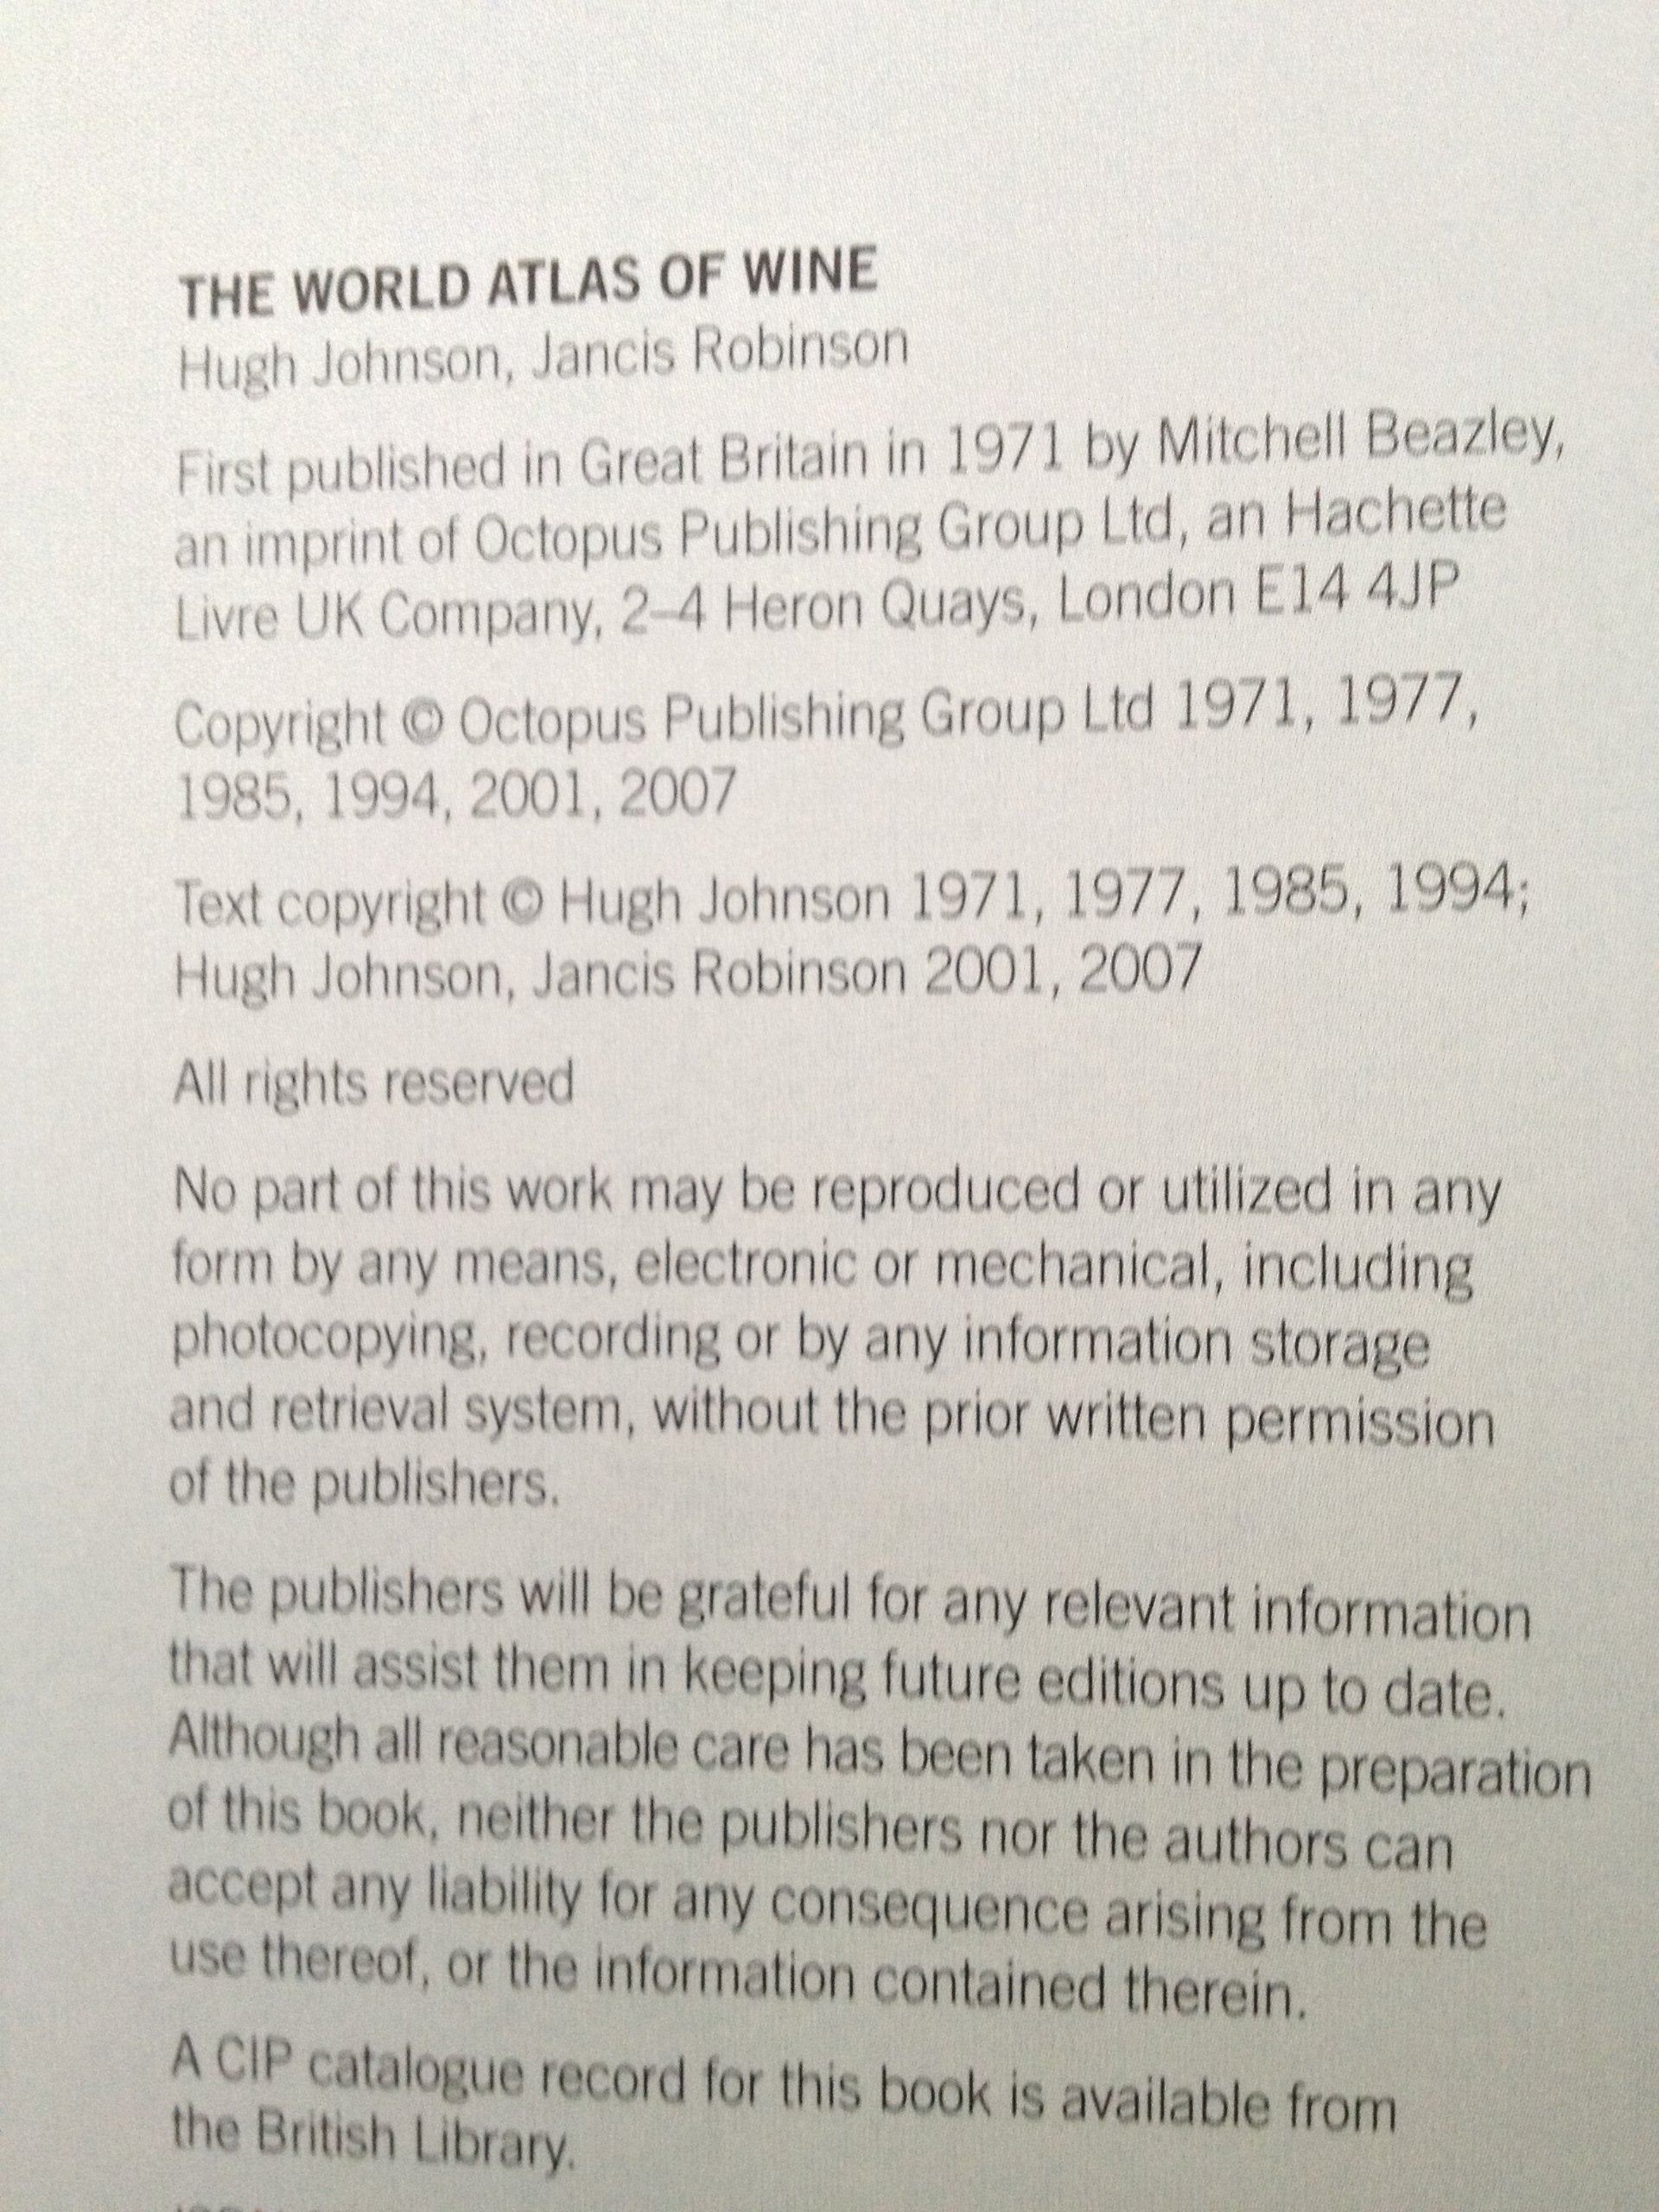 THE WORLD ATLAS OF WINE
Hugh Johnson, Jancis Robinson
First published in Great Britain in 1971 by Mitchell Beazley,
an imprint of Octopus Publishing Group Ltd, an Hachette
Livre UK Company, 2–4 Heron Quays, London E14 4JP
Copyright © Octopus Publishing Group Ltd 1971, 1977,
1985, 1994, 2001, 2007
Text copyright © Hugh Johnson 1971, 1977, 1985, 1994;
Hugh Johnson, Jancis Robinson 2001, 2007
All rights reserved
No part of this work may be reproduced or utilized in any
form by any means, electronic or mechanical, including
photocopying, recording or by any information storage
and retrieval system, without the prior written permission
of the publishers.
The publishers will be grateful for any relevant information
that will assist them in keeping future editions up to date.
Although all reasonable care has been taken in the preparation
of this book, neither the publishers nor the authors can
accept any liability for any consequence arising from the
use thereof, or the information contained therein.
A CIP catalogue record for this book is available from
the British Library.